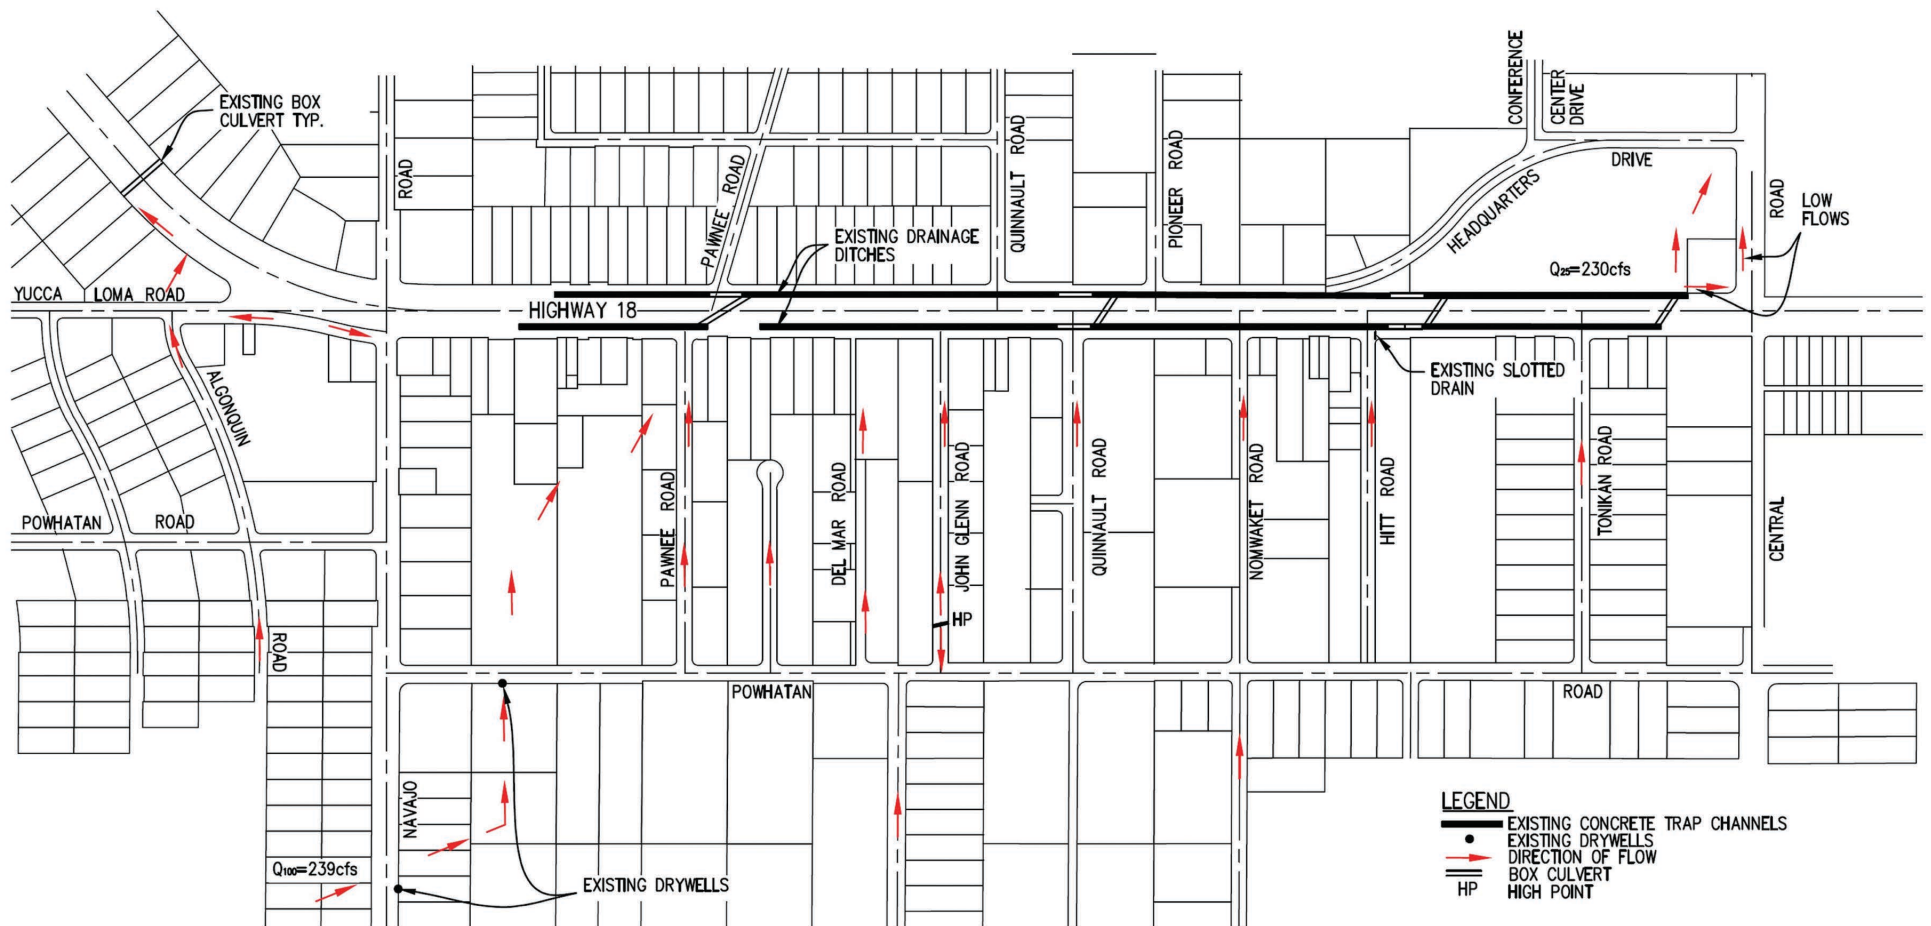 CONFERENCE
CENTER
DRIVE
EXISTING BOX
CULVERT TYP.
ROAD
PAWNEE ROAD
QUINNAULT ROAD
PIONEER ROAD
DRIVE
HEADQUARTERS
ROAD
LOW
FLOWS
EXISTING DRAINAGE
DITCHES
Q25=230cfs
YUCCA LOMA ROAD
HIGHWAY 18
ALGONQUIN
EXISTING SLOTTED
DRAIN
POWHATAN ROAD
PAWNEE ROAD
DEL MAR ROAD
JOHN GLENN ROAD
QUINNAULT ROAD
NOMWAKET ROAD
HITT ROAD
TONIKAN ROAD
CENTRAL
HP
ROAD
POWHATAN ROAD
NAVAJO
Q100=239cfs
EXISTING DRYWELLS
LEGEND
EXISTING CONCRETE TRAP CHANNELS
EXISTING DRYWELLS
DIRECTION OF FLOW
BOX CULVERT
HP HIGH POINT